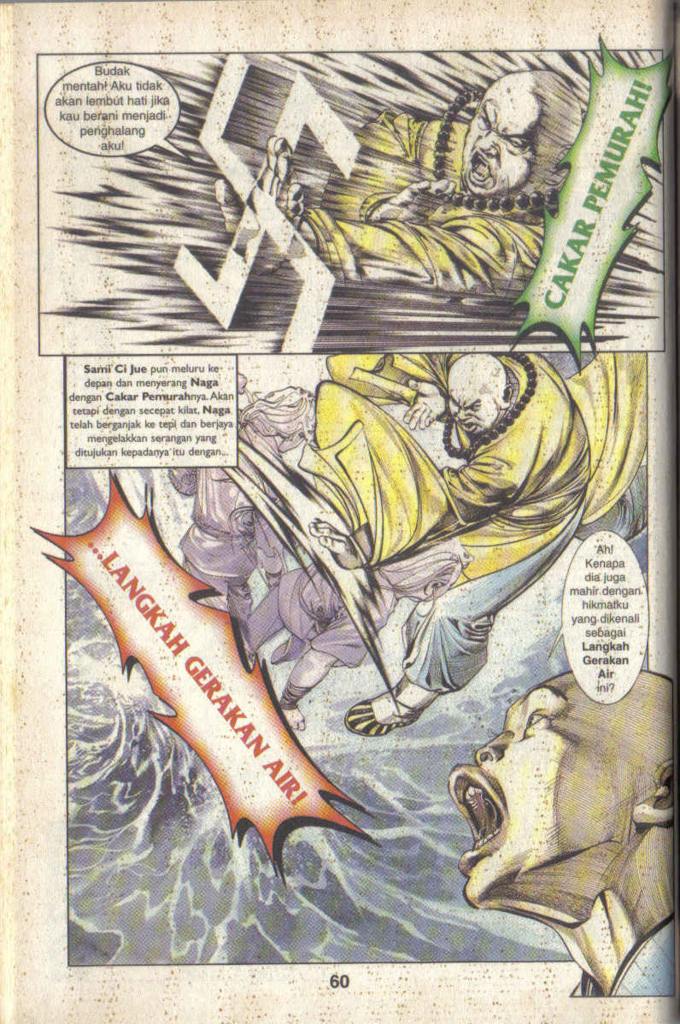 Budak
mentah! Aku tidak
akan lembut hati jika
kau berani menjadi
penghalang
aku!
CAKAR PEMURAH!
Sami Ci Jue pun meluru ke
depan dan menyerang Naga
dengan Cakar Pemurahnya. Akan
tetapi dengan secepat kilat, Naga
telah berganjak ke tepi dan berjaya
mengelakkan serangan yang
ditujukan kepadanya itu dengan...
...LANGKAH GERAKAN AIR!
Ah!
Kenapa
dia juga
mahir dengan
hikmatku
yang dikenali
sebagai
Langkah
Gerakan
Air
ini?
60